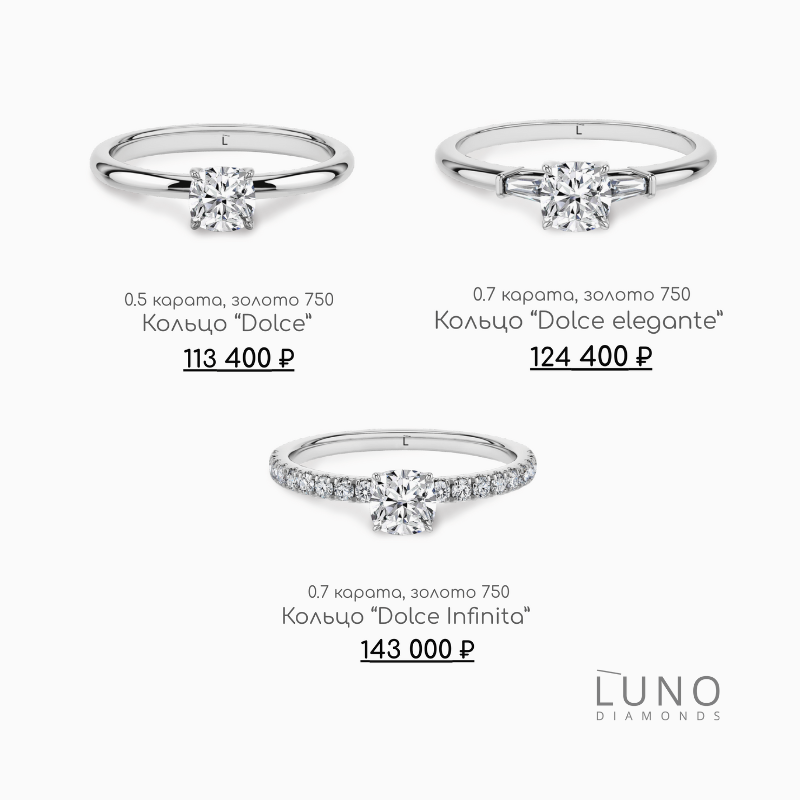 0.5 карата, золото 750
Кольцо “Dolce”
113 400 ₽
0.7 карата, золото 750
Кольцо “Dolce elegante”
124 400 ₽
0.7 карата, золото 750
Кольцо “Dolce Infinita”
143 000 ₽
LUNO
DIAMONDS